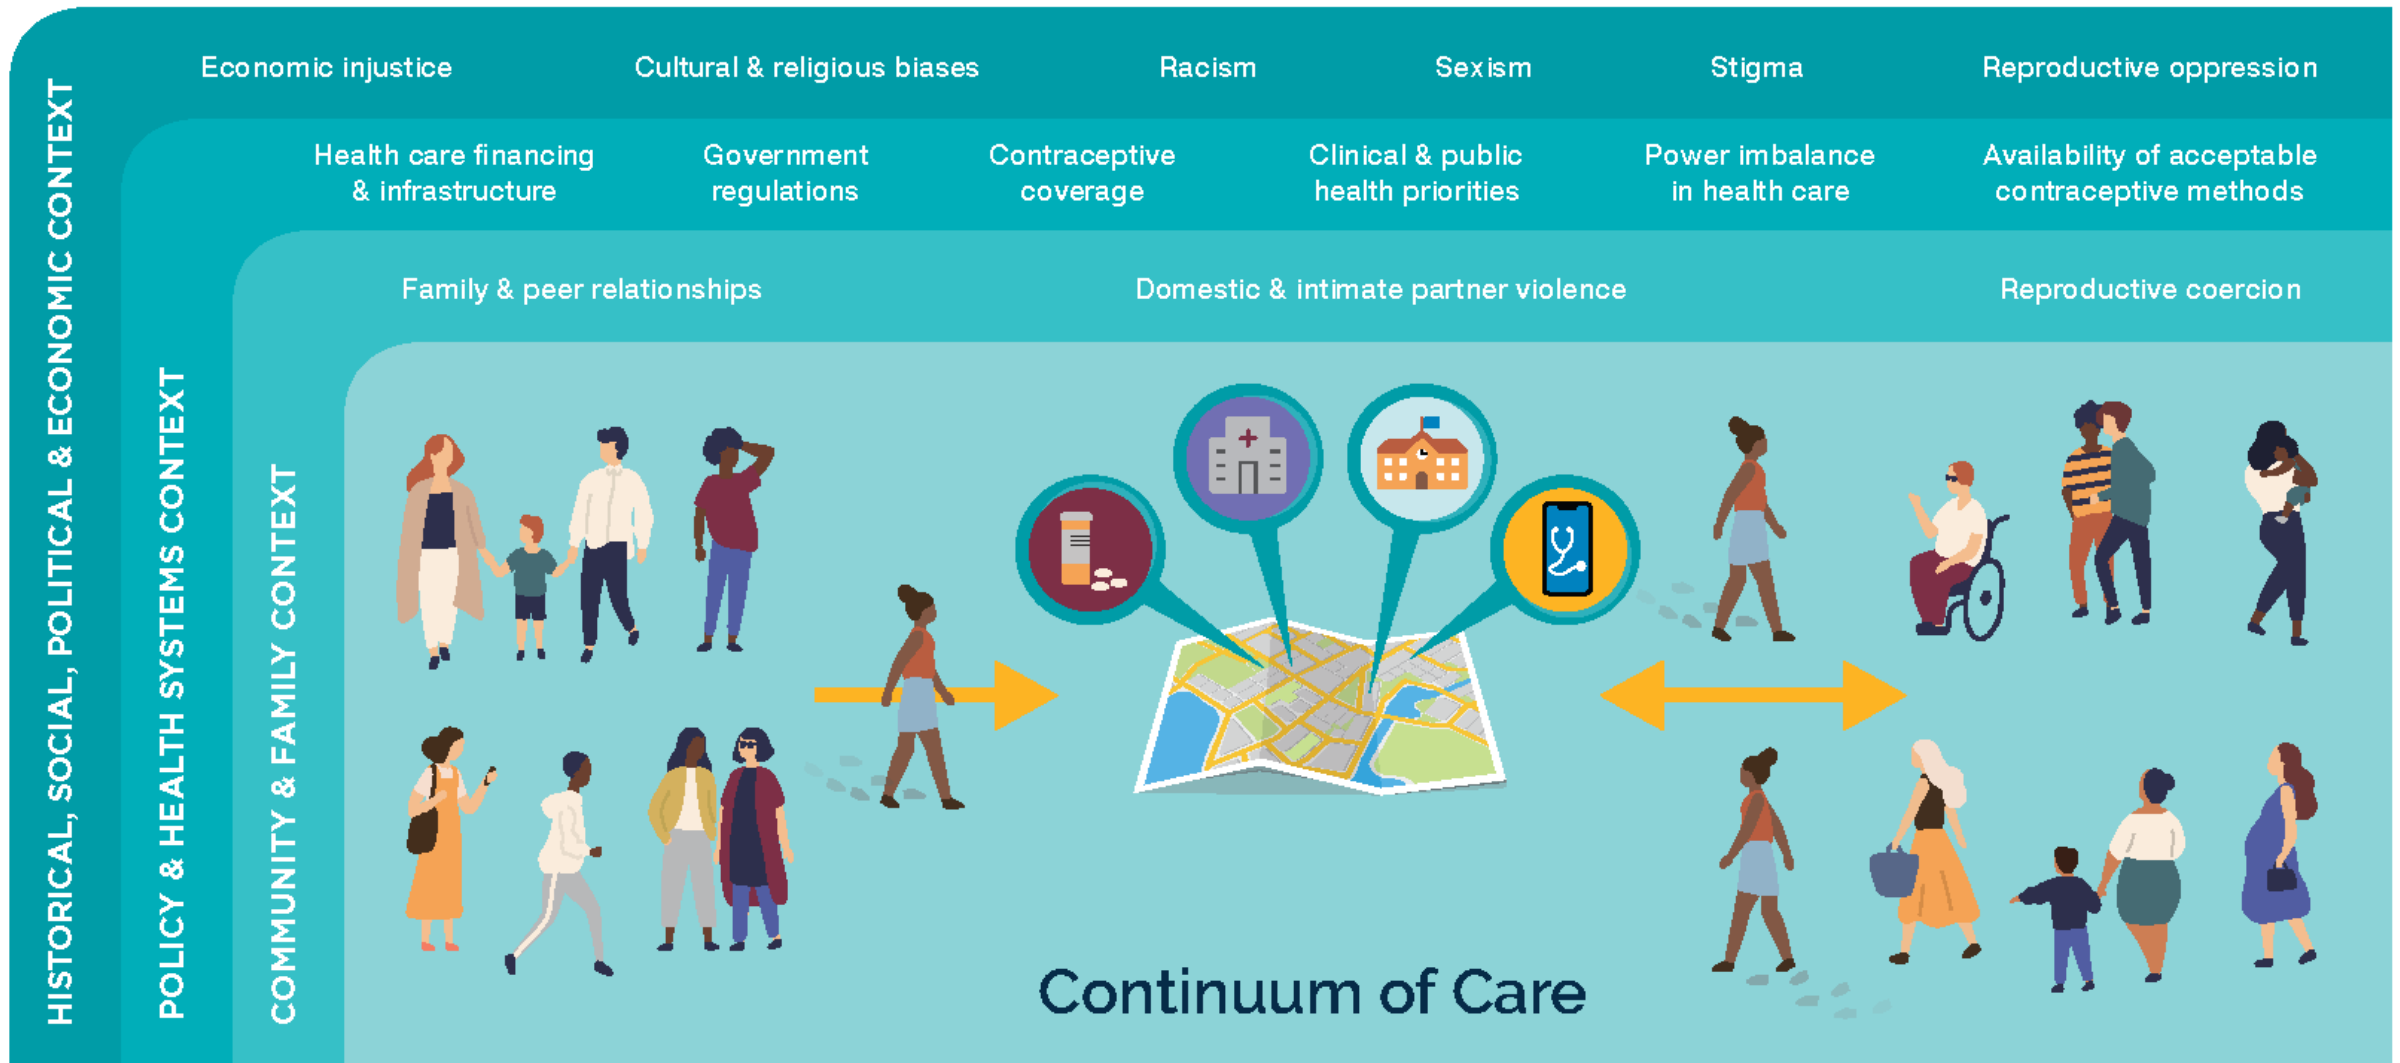 HISTORICAL, SOCIAL, POLITICAL & ECONOMIC CONTEXT
Economic injustice
Cultural & religious biases
Racism
Sexism
Stigma
Reproductive oppression
POLICY & HEALTH SYSTEMS CONTEXT
Health care financing
& infrastructure
Government
regulations
Contraceptive
coverage
Clinical & public
health priorities
Power imbalance
in health care
Availability of acceptable
contraceptive methods
COMMUNITY & FAMILY CONTEXT
Family & peer relationships
Domestic & intimate partner violence
Reproductive coercion
Continuum of Care